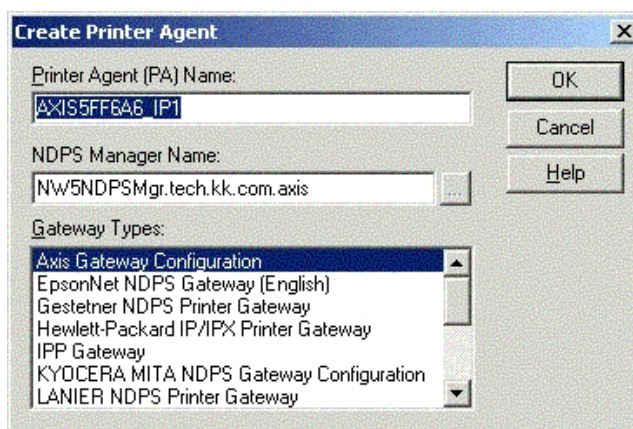 Create Printer Agent
Printer Agent (PA) Name:
AXIS5FF6A6_IP1
OK
Cancel
NDPS Manager Name:
NW5NDPSMgr.tech.kk.com.axis
...
Help
Gateway Types:
Axis Gateway Configuration
EpsonNet NDPS Gateway (English)
Gestetner NDPS Printer Gateway
Hewlett-Packard IP/IPX Printer Gateway
IPP Gateway
KYOCERA MITA NDPS Gateway Configuration
LANIER NDPS Printer Gateway